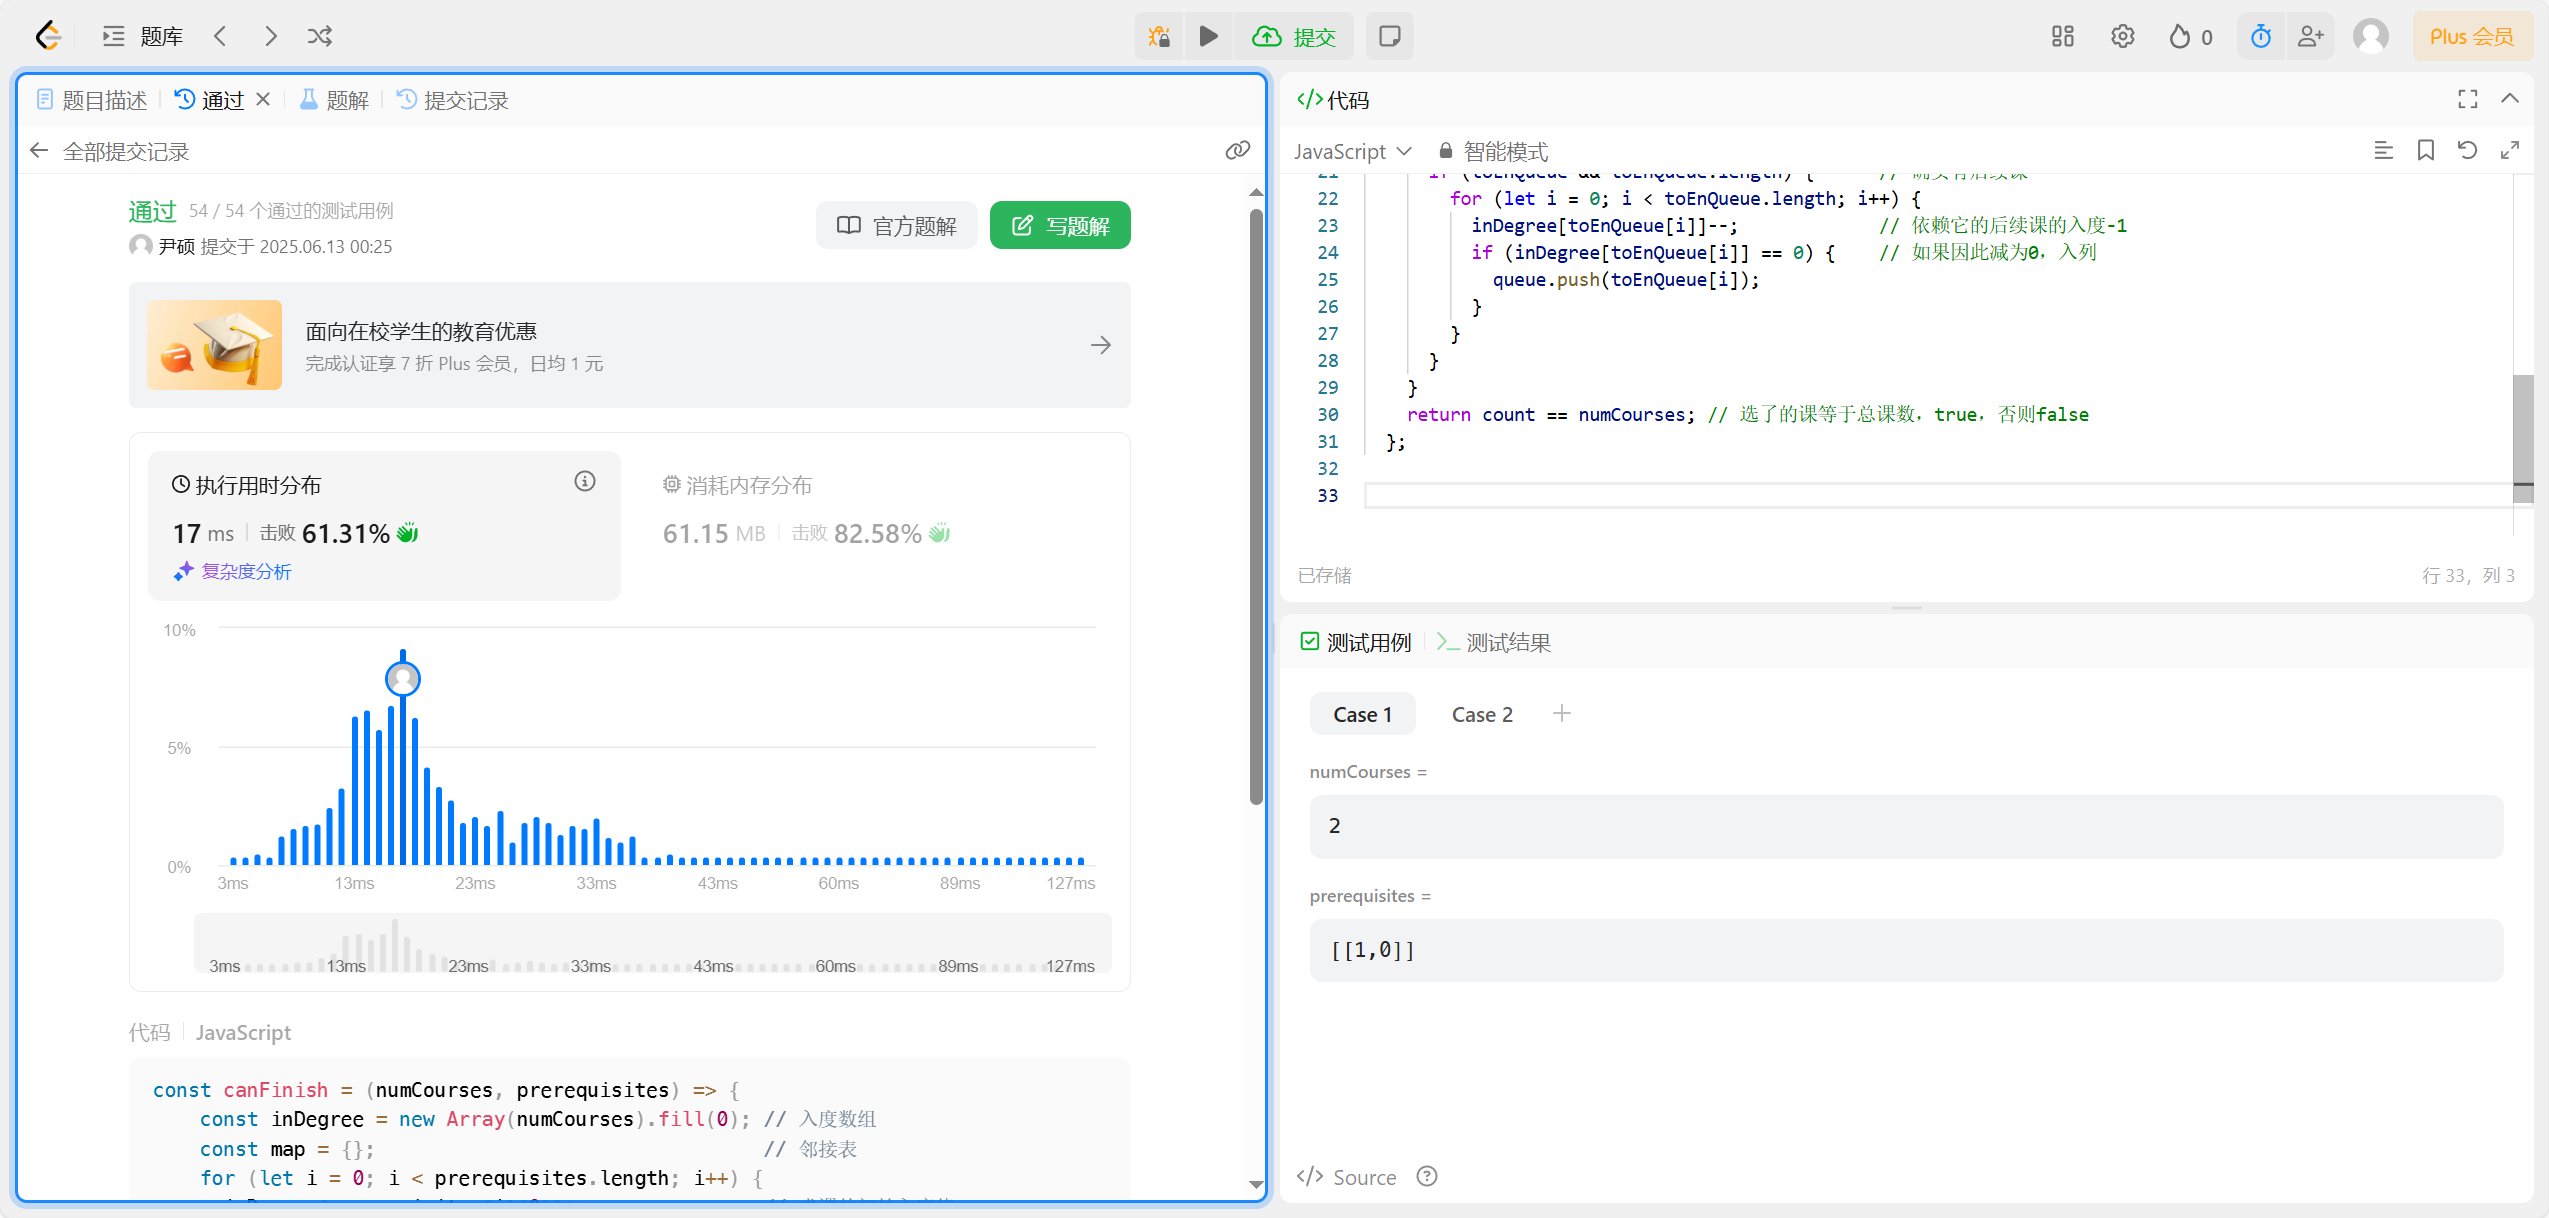 题库
提交
0
Plus 会员
题目描述
通过
题解
提交记录
全部提交记录
通过 54 / 54 个通过的测试用例
尹硕 提交于 2025.06.13 00:25
官方题解
写题解
面向在校学生的教育优惠
完成认证享 7 折 Plus 会员，日均 1 元
执行用时分布
17 ms 击败 61.31%
复杂度分析
消耗内存分布
61.15 MB 击败 82.58%
10%
5%
0%
3ms 13ms 23ms 33ms 43ms 60ms 89ms 127ms
3ms 13ms 23ms 33ms 43ms 60ms 89ms 127ms
代码 JavaScript
const canFinish = (numCourses, prerequisites) => {
const inDegree = new Array(numCourses).fill(0); // 入度数组
const map = {}; // 邻接表
for (let i = 0; i < prerequisites.length; i++) {
代码
JavaScript 智能模式
21 if (toEnQueue && toEnQueue.length) { // 确实有后续课
22 for (let i = 0; i < toEnQueue.length; i++) {
23 inDegree[toEnQueue[i]]--; // 依赖它的后续课的入度-1
24 if (inDegree[toEnQueue[i]] == 0) { // 如果因此减为0，入列
25 queue.push(toEnQueue[i]);
26 }
27 }
28 }
29 }
30 return count == numCourses; // 选了的课等于总课数，true，否则false
31 };
32
33
已存储
行 33，列 3
测试用例
测试结果
Case 1 Case 2
numCourses =
2
prerequisites =
[[1,0]]
Source